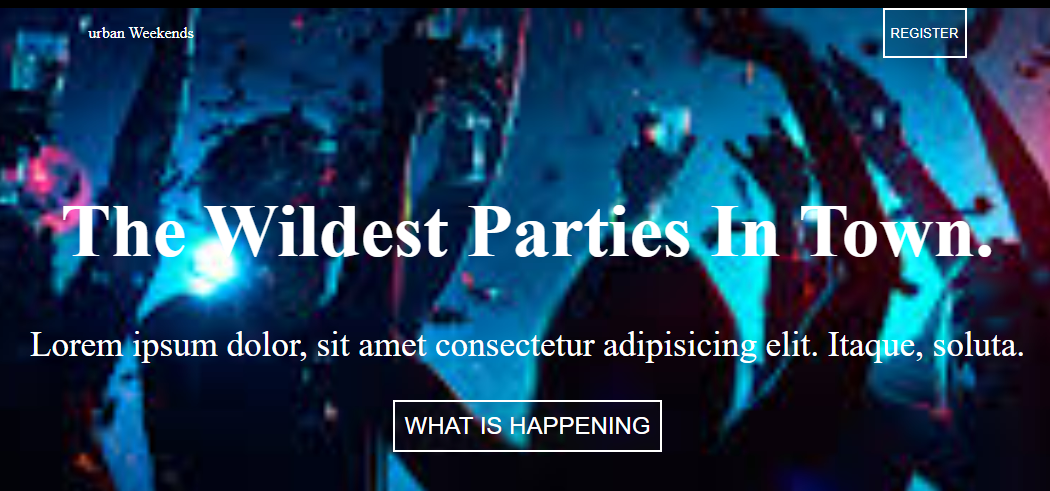 urban Weekends
REGISTER
The Wildest Parties In Town.
Lorem ipsum dolor, sit amet consectetur adipisicing elit. Itaque, soluta.
WHAT IS HAPPENING